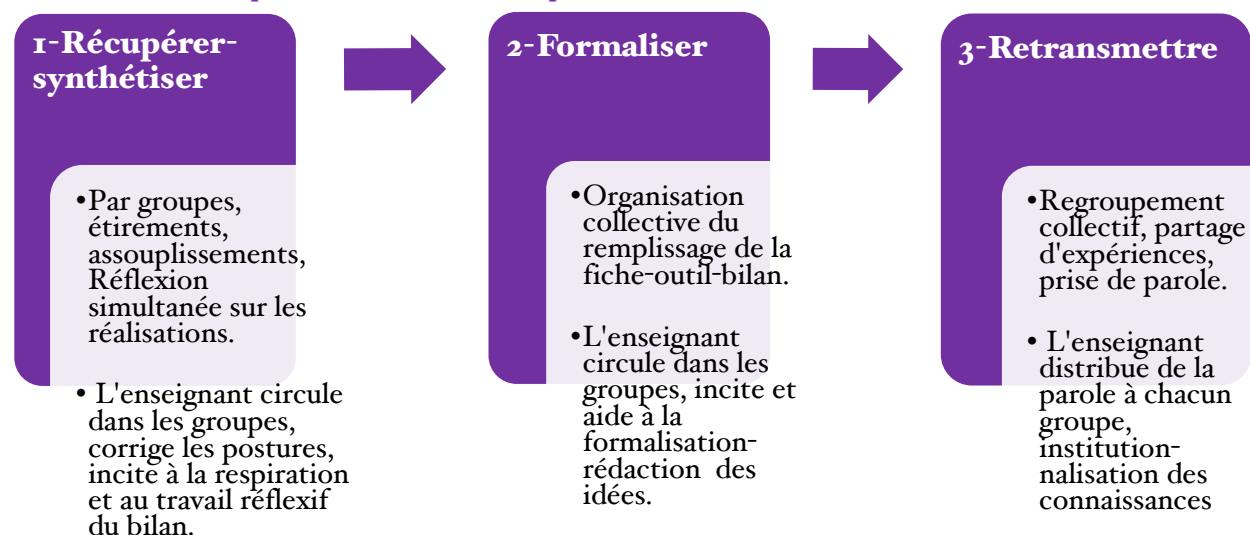 1-Récupérer-
synthétiser
•Par groupes,
étirements,
assouplissements,
Réflexion
simultanée sur les
réalisations.
• L'enseignant circule
dans les groupes,
corrige les postures,
incite à la respiration
et au travail réflexif
du bilan.
2-Formaliser
•Organisation
collective du
remplissage de la
fiche-outil-bilan.
•L'enseignant
circule dans les
groupes, incite et
aide à la
formalisation-
rédaction des
idées.
3-Retransmettre
•Regroupement
collectif, partage
d'expériences,
prise de parole.
• L'enseignant
distribue de la
parole à chacun
groupe,
institution-
nalisation des
connaissances